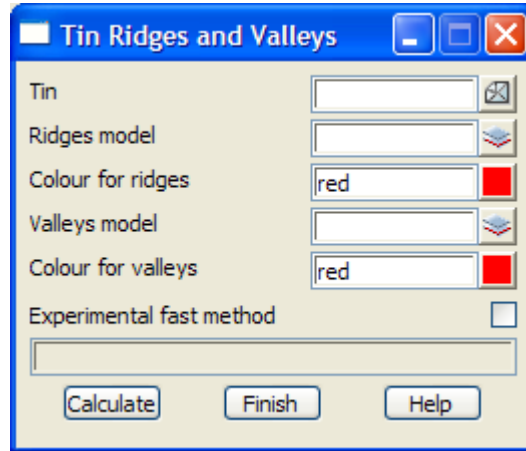 Tin Ridges and Valleys
Tin
Ridges model
Colour for ridges red
Valleys model
Colour for valleys red
Experimental fast method
Calculate Finish Help